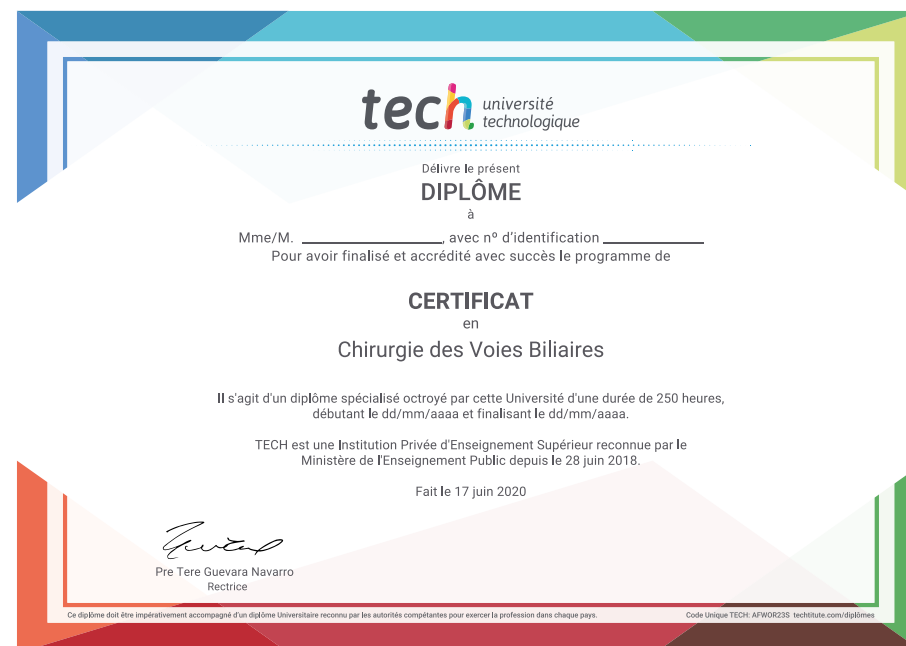 tech université
technologique
Délivre le présent
DIPLÔME
à
Mme/M. ____________________, avec nº d'identification ______________
Pour avoir finalisé et accrédité avec succès le programme de
CERTIFICAT
en
Chirurgie des Voies Biliaires
Il s'agit d'un diplôme spécialisé octroyé par cette Université d'une durée de 250 heures,
débutant le dd/mm/aaaa et finalisant le dd/mm/aaaa.
TECH est une Institution Privée d'Enseignement Supérieur reconnue par le
Ministère de l'Enseignement Public depuis le 28 juin 2018.
Fait le 17 juin 2020
Pre Tere Guevara Navarro
Rectrice
Ce diplôme doit être impérativement accompagné d'un diplôme Universitaire reconnu par les autorités compétantes pour exercer la profession dans chaque pays.
Code Unique TECH: AFWOR23S techtitute.com/diplômes